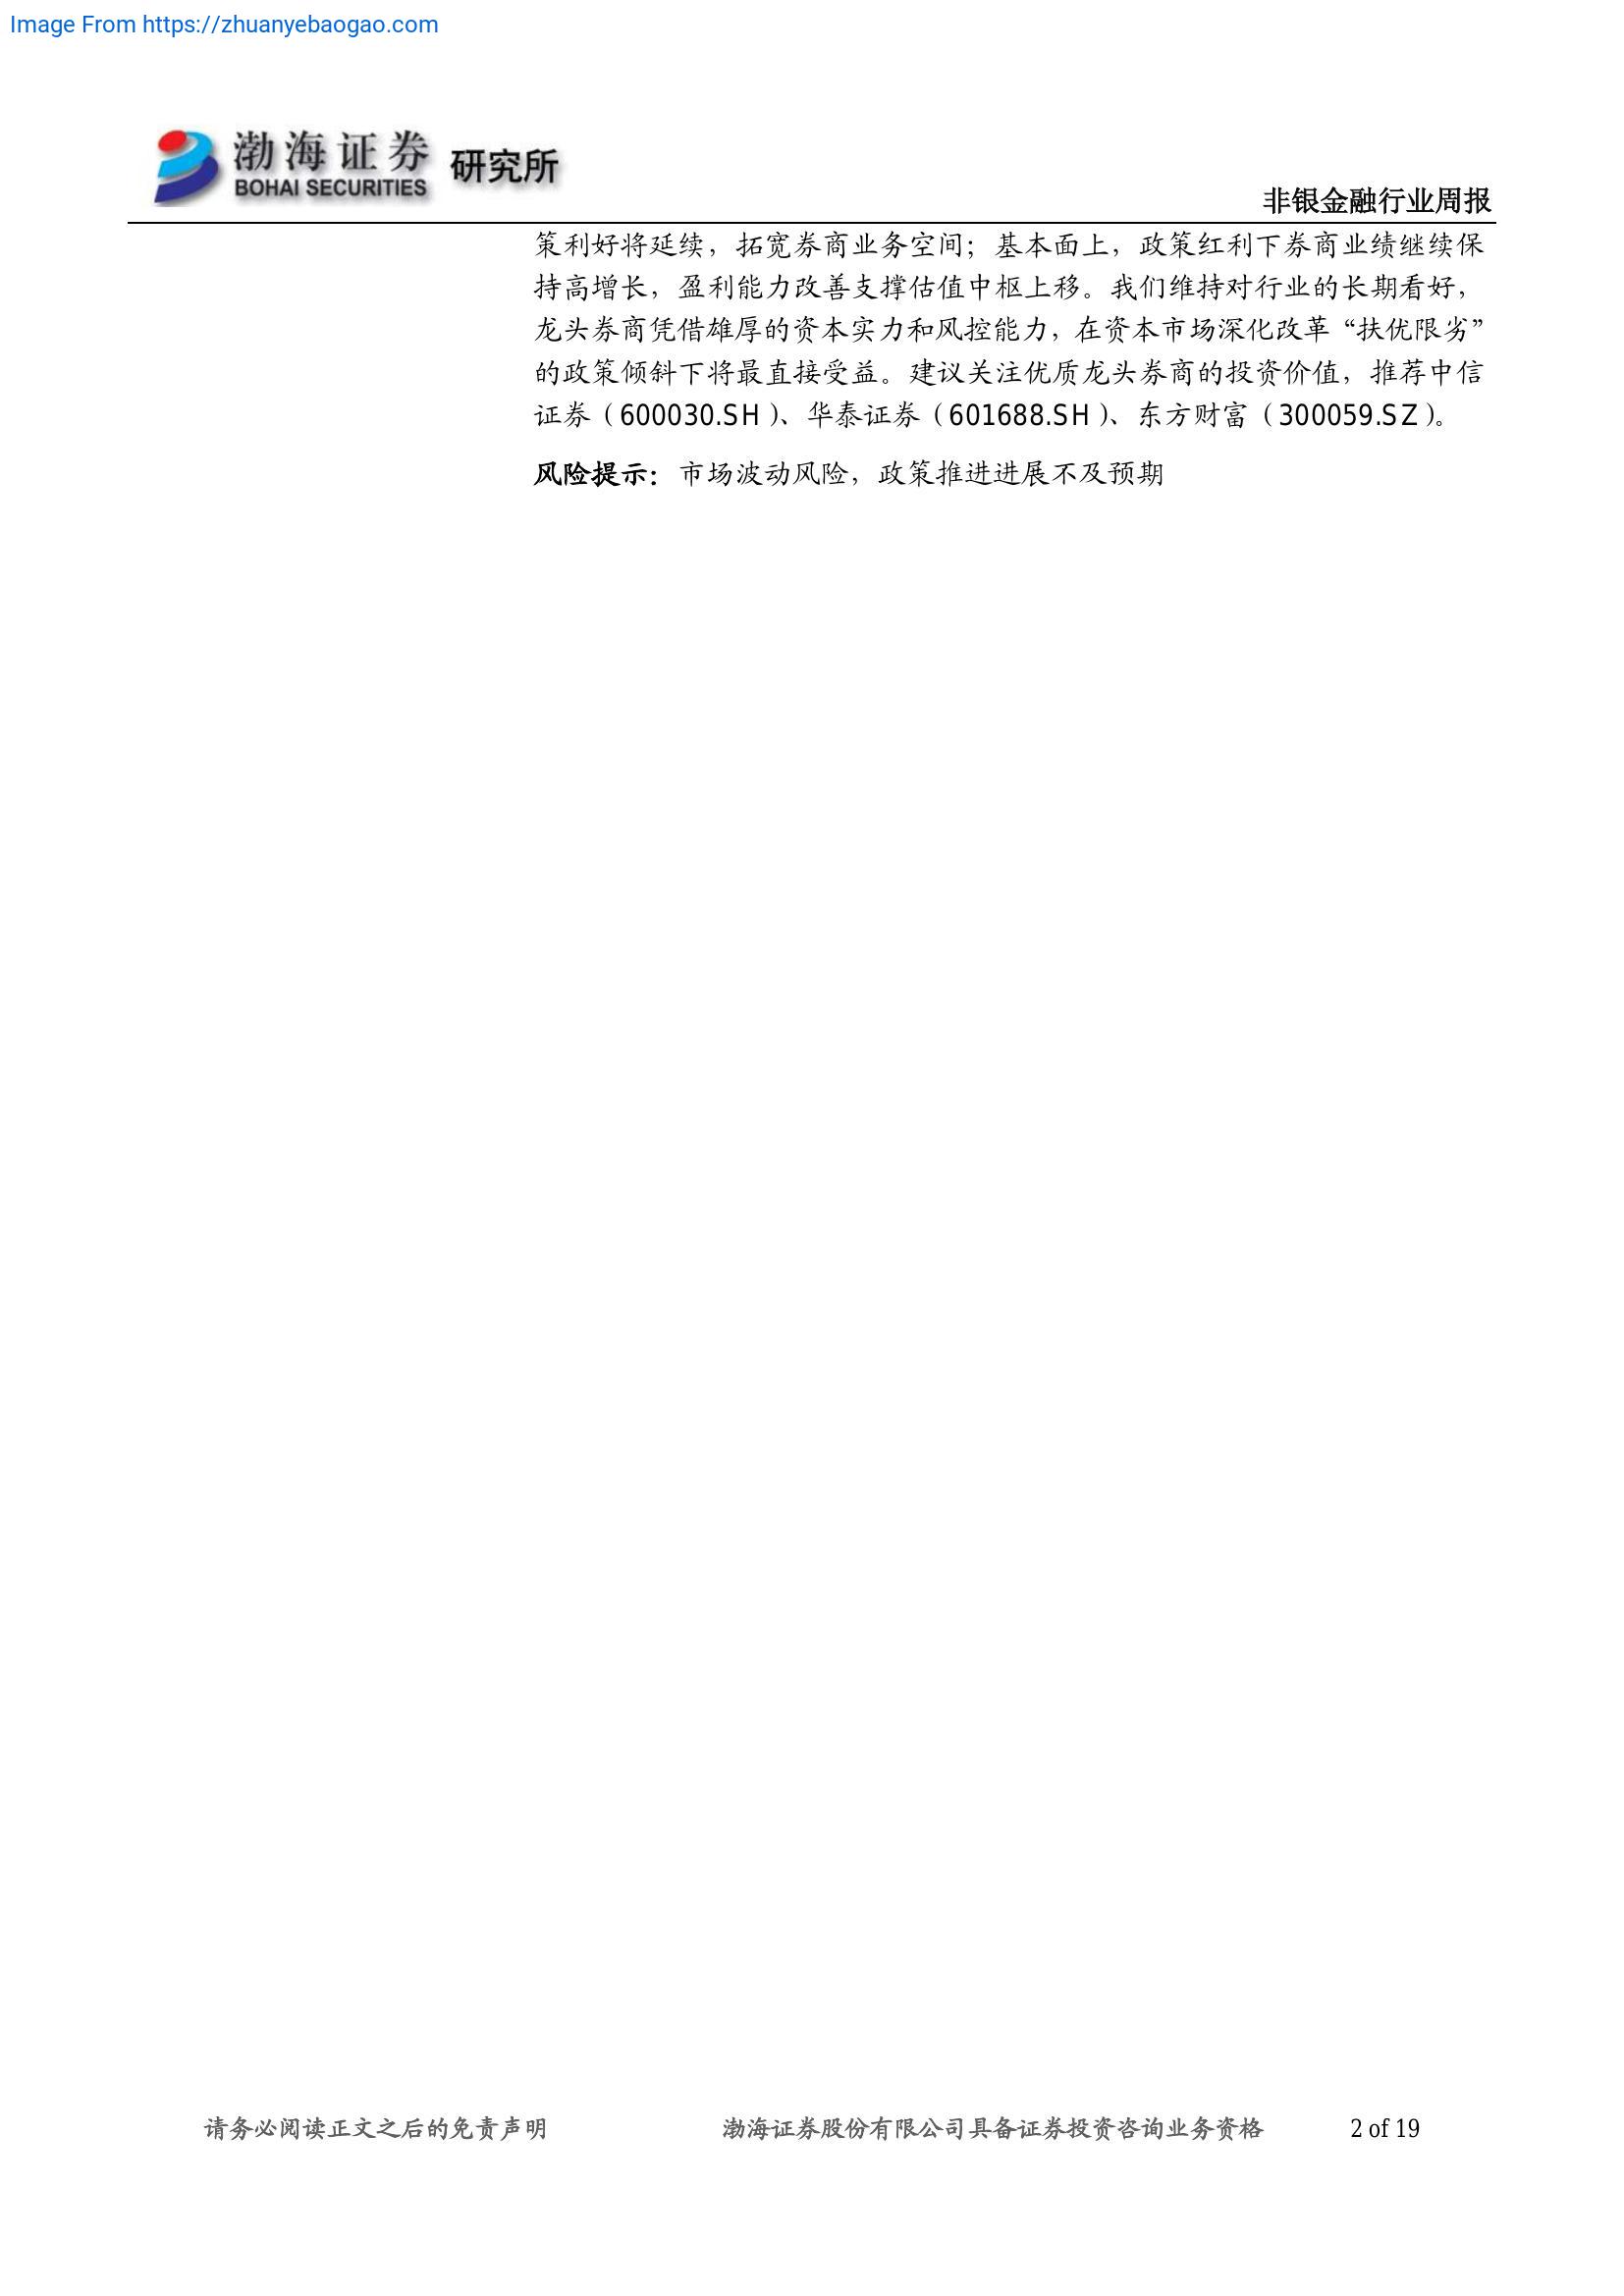 Image From https://zhuanyebaogao.com
渤海证券
BOHAI SECURITIES
研究所
非银金融行业周报
策利好将延续，拓宽券商业务空间；基本面上，政策红利下券商业绩继续保
持高增长，盈利能力改善支撑估值中枢上移。我们维持对行业的长期看好，
龙头券商凭借雄厚的资本实力和风控能力，在资本市场深化改革“扶优限劣”
的政策倾斜下将最直接受益。建议关注优质龙头券商的投资价值，推荐中信
证券（600030.SH）、华泰证券（601688.SH）、东方财富（300059.SZ）。
风险提示：市场波动风险，政策推进进展不及预期
请务必阅读正文之后的免责声明 渤海证券股份有限公司具备证券投资咨询业务资格 2 of 19